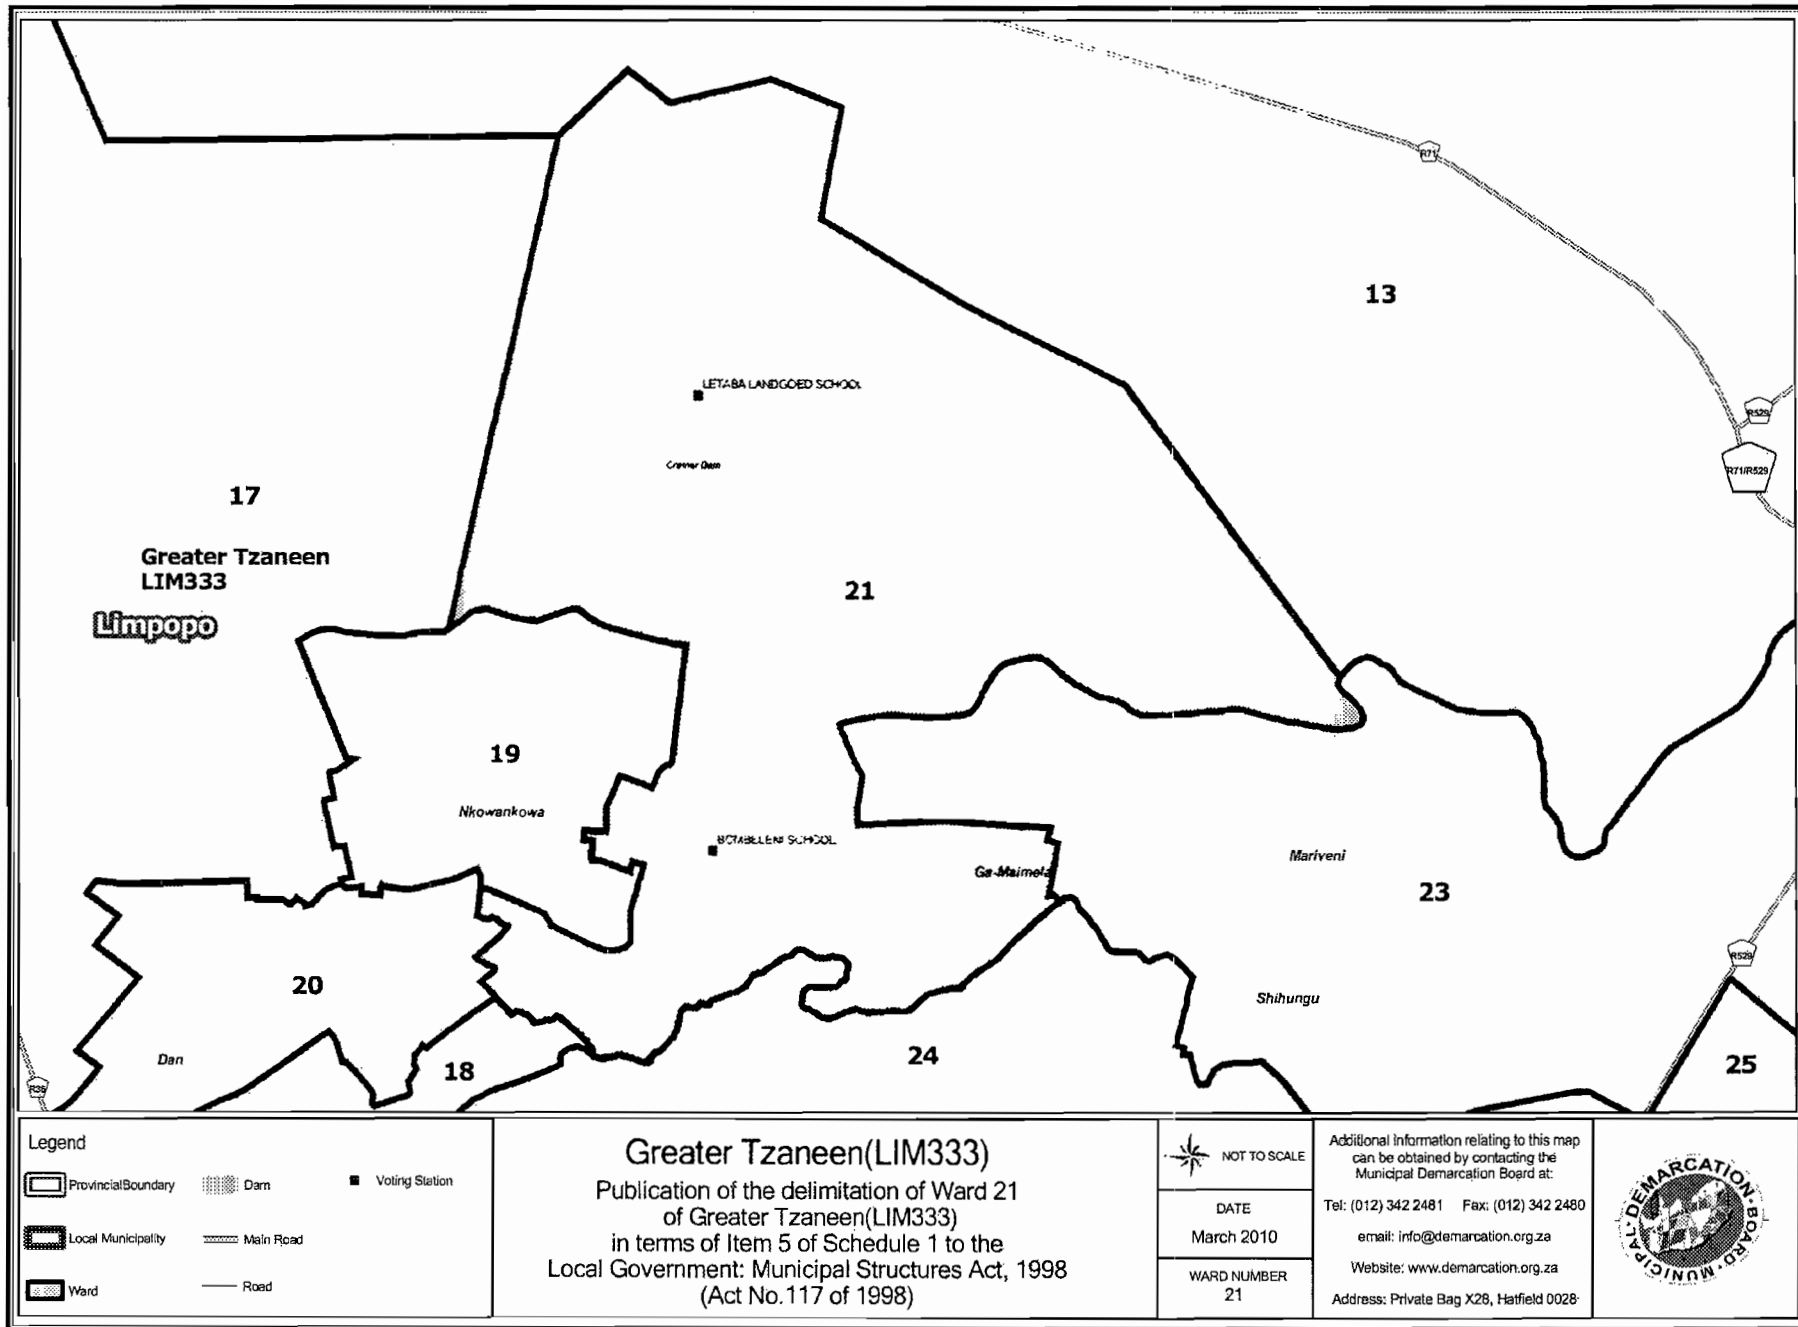 R71
13
R529
R71/R529
LETABA LANDGOED SCHOOL
17
Greater Tzaneen
LIM333
Limpopo
21
19
Nkowankowa
BOMBELENI SCHOOL
Ga-Maimela
Mariveni
23
R529
20
Shihungu
Dan
18
24
25
R36
Legend
ProvincialBoundary
Dam
Voting Station
Local Municipality
Main Road
Ward
Road
Greater Tzaneen(LIM333)
Publication of the delimitation of Ward 21
of Greater Tzaneen(LIM333)
in terms of Item 5 of Schedule 1 to the
Local Government: Municipal Structures Act, 1998
(Act No.117 of 1998)
NOT TO SCALE
DATE
March 2010
WARD NUMBER
21
Additional information relating to this map
can be obtained by contacting the
Municipal Demarcation Board at:
Tel: (012) 342 2481 Fax: (012) 342 2480
email: info@demarcation.org.za
Website: www.demarcation.org.za
Address: Private Bag X28, Hatfield 0028
MUNICIPAL DEMARCATION BOARD